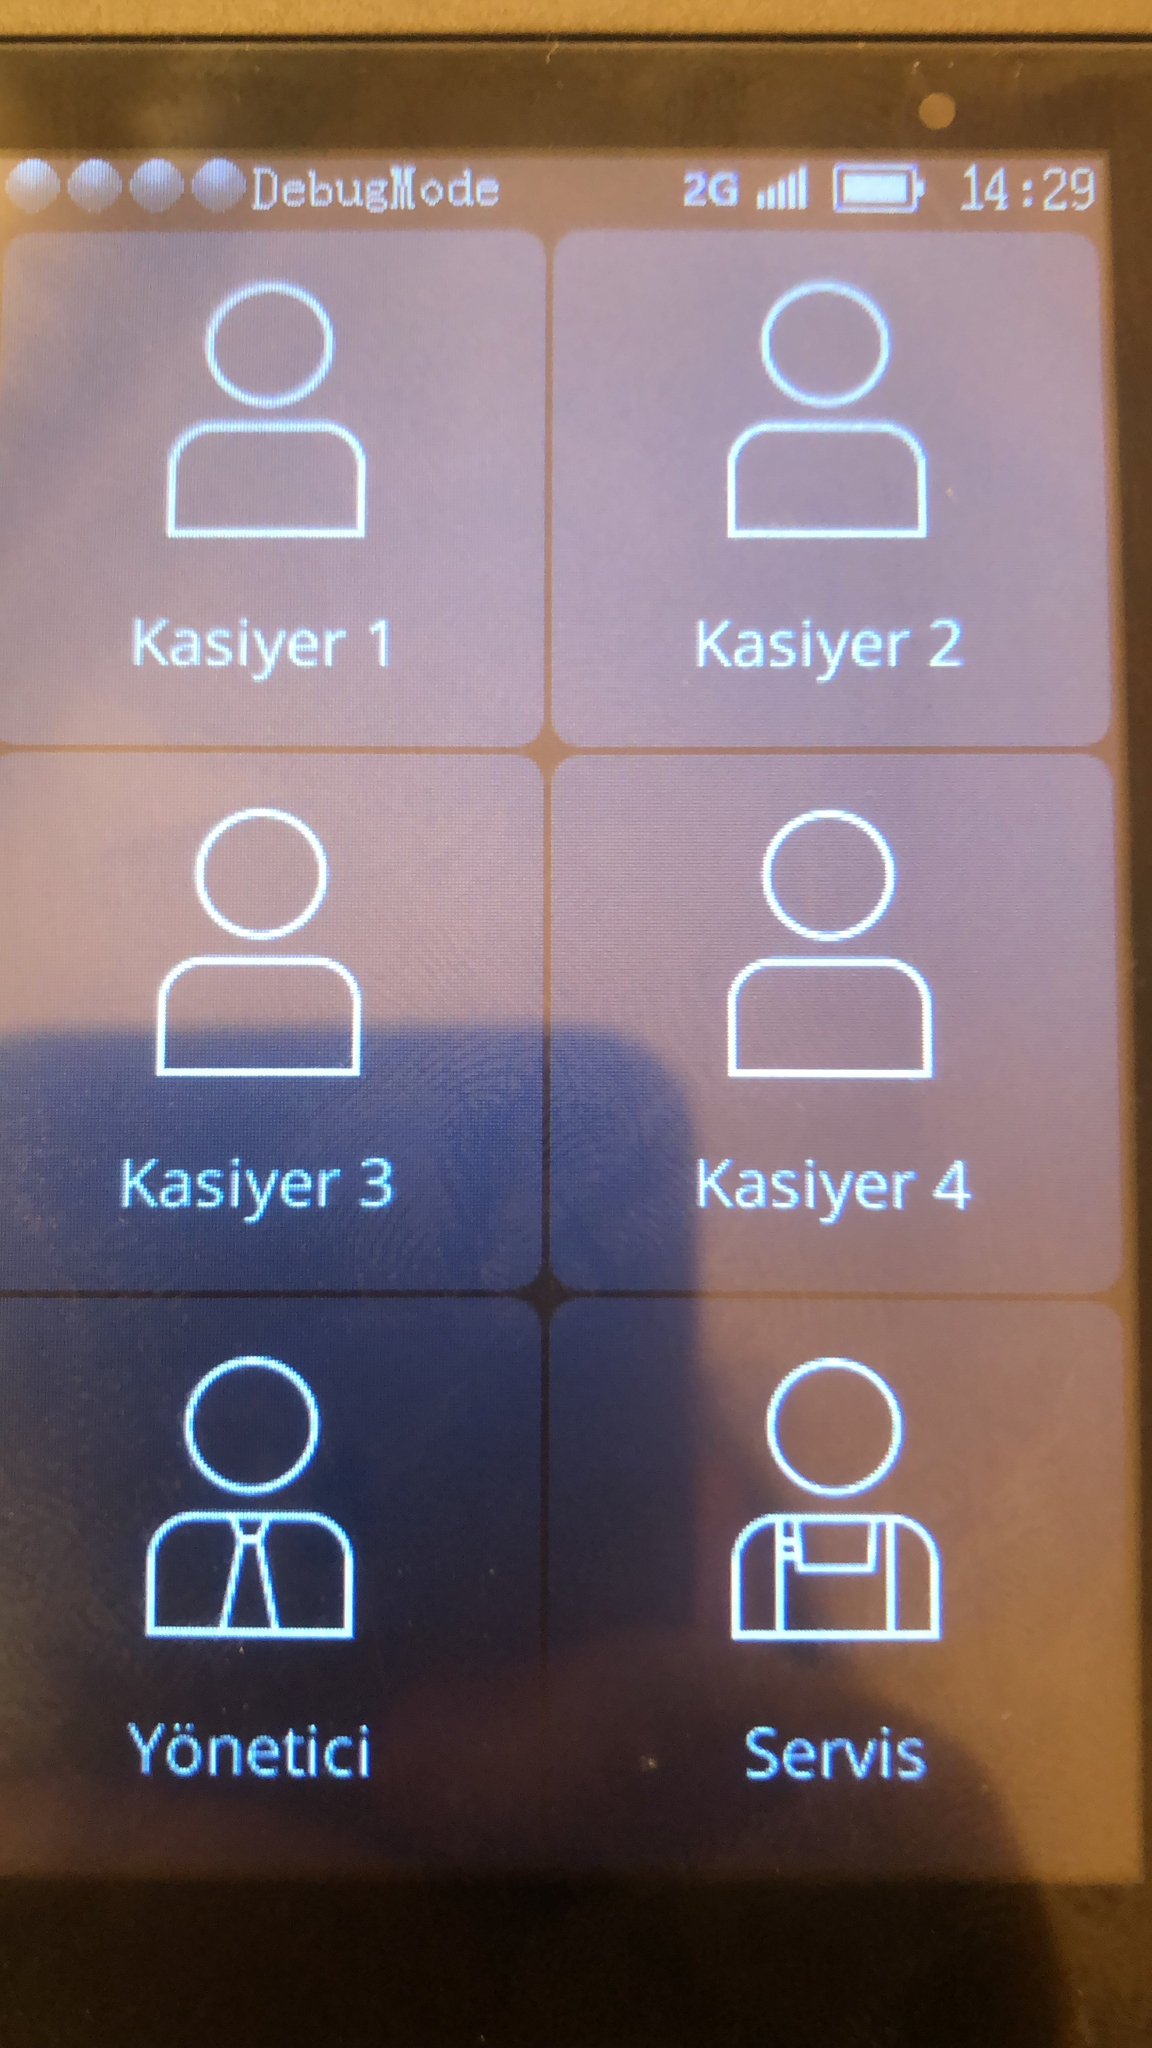 DebugMode 2G 14:29
Kasiyer 1 Kasiyer 2
Kasiyer 3 Kasiyer 4
Yönetici Servis